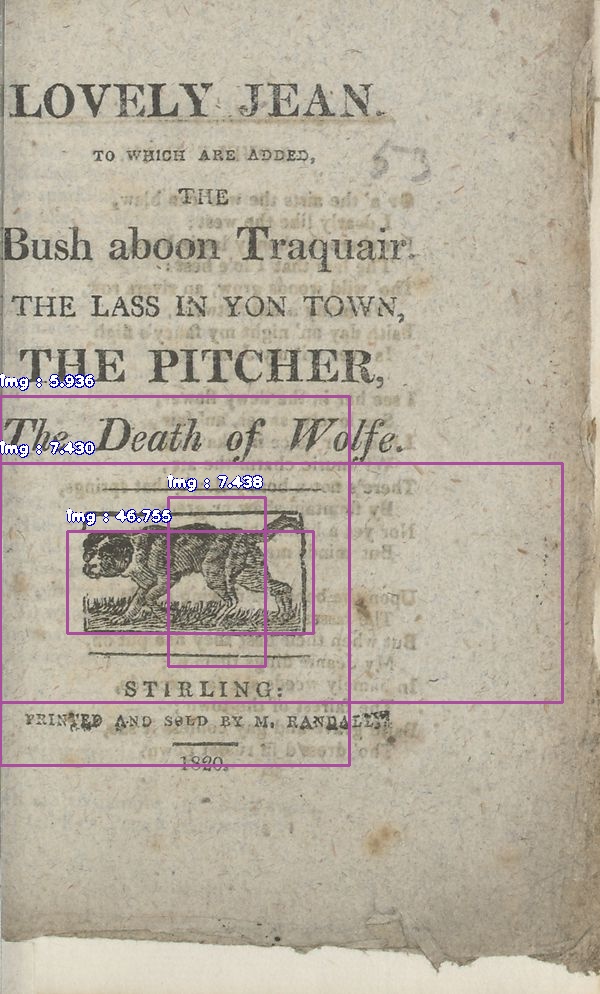 LOVELY JEAN.
TO WHICH ARE ADDED,
53
THE
Bush aboon Traquair.
THE LASS IN YON TOWN,
THE PITCHER,
img : 5.936
The Death of Wolfe.
img : 7.430
img : 7.438
img : 46.755
STIRLING:
PRINTED AND SOLD BY M. RANDALL.
1820.